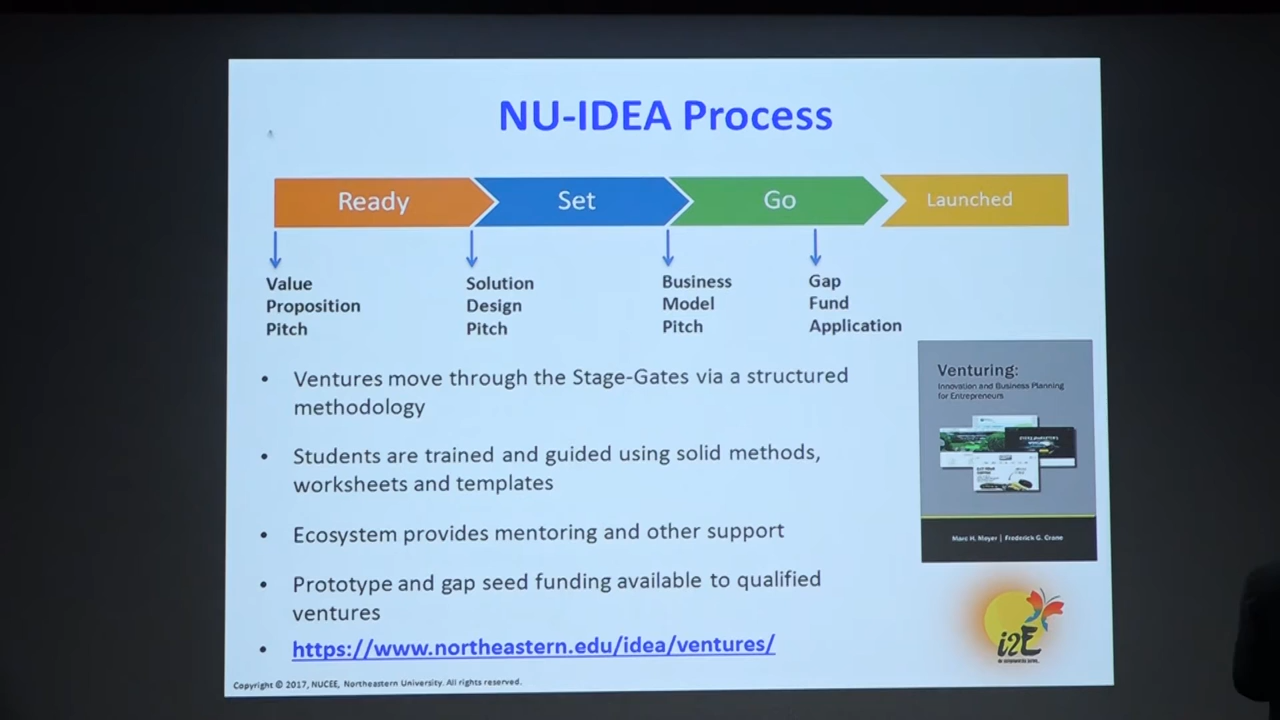 NU-IDEA Process
Ready
Set
Go
Launched
Value
Proposition
Pitch
Solution
Design
Pitch
Business
Model
Pitch
Gap
Fund
Application
• Ventures move through the Stage-Gates via a structured
methodology
• Students are trained and guided using solid methods,
worksheets and templates
• Ecosystem provides mentoring and other support
• Prototype and gap seed funding available to qualified
ventures
• https://www.northeastern.edu/idea/ventures/
Venturing:
Innovation and Business Planning
for Entrepreneurs
Marc H. Meyer | Frederick G. Crane
i2E
Copyright © 2017, NUCEE, Northeastern University. All rights reserved.